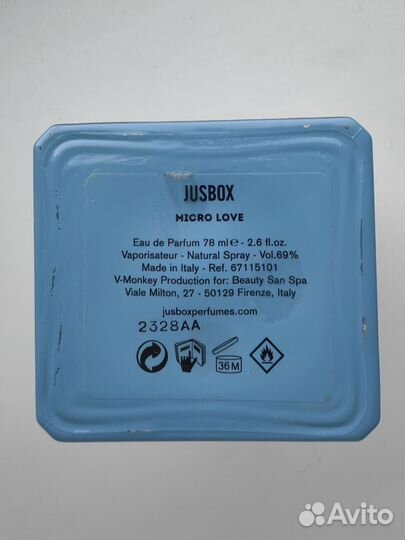 JUSBOX
MICRO LOVE
Eau de Parfum 78 ml ℮ - 2.6 fl.oz.
Vaporisateur - Natural Spray - Vol.69%
Made in Italy - Ref. 67115101
V-Monkey Production for: Beauty San Spa
Viale Milton, 27 - 50129 Firenze, Italy
jusboxperfumes.com
2328AA
36M
Avito